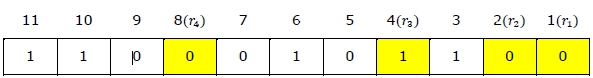 11 10 9 8(r₄) 7 6 5 4(r₃) 3 2(r₂) 1(r₁)
1 1 0 0 0 1 0 1 1 0 0